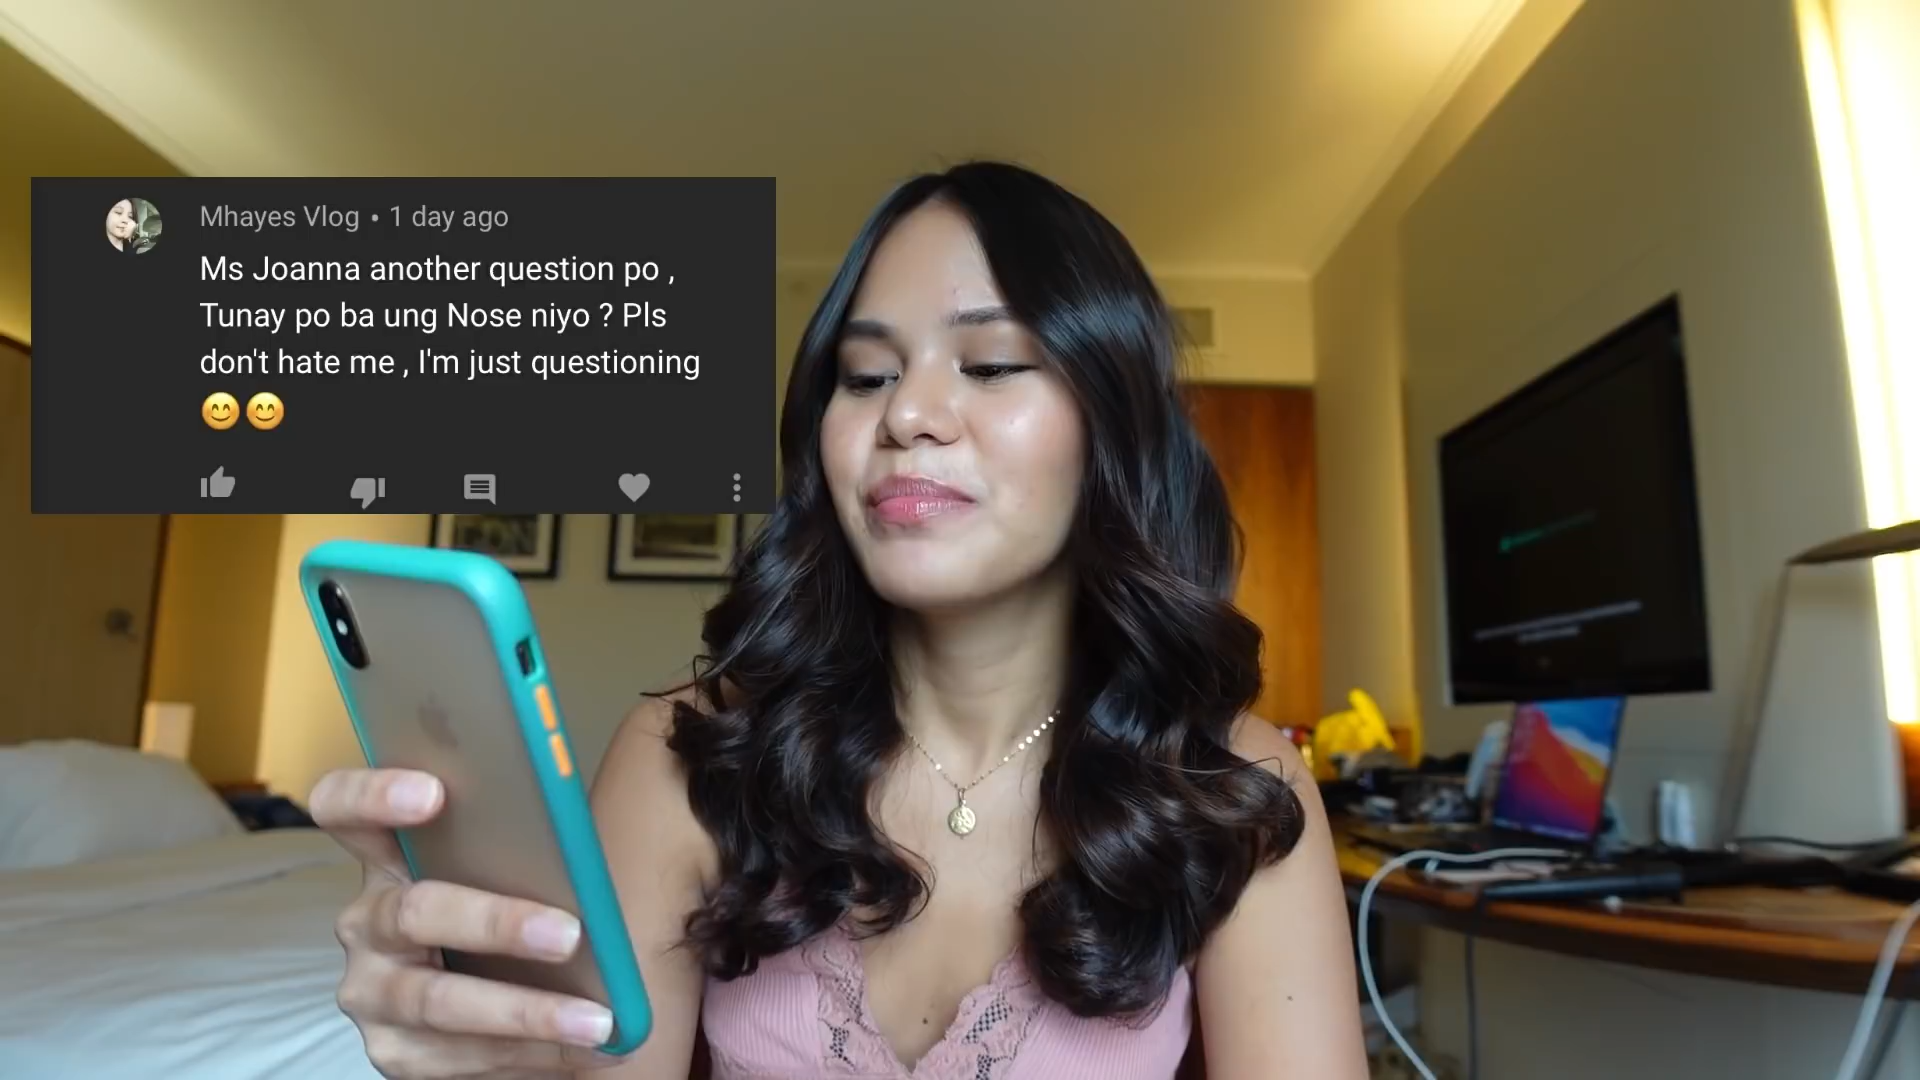 Mhayes Vlog • 1 day ago
Ms Joanna another question po ,
Tunay po ba ung Nose niyo ? Pls
don't hate me , I'm just questioning
😊😊